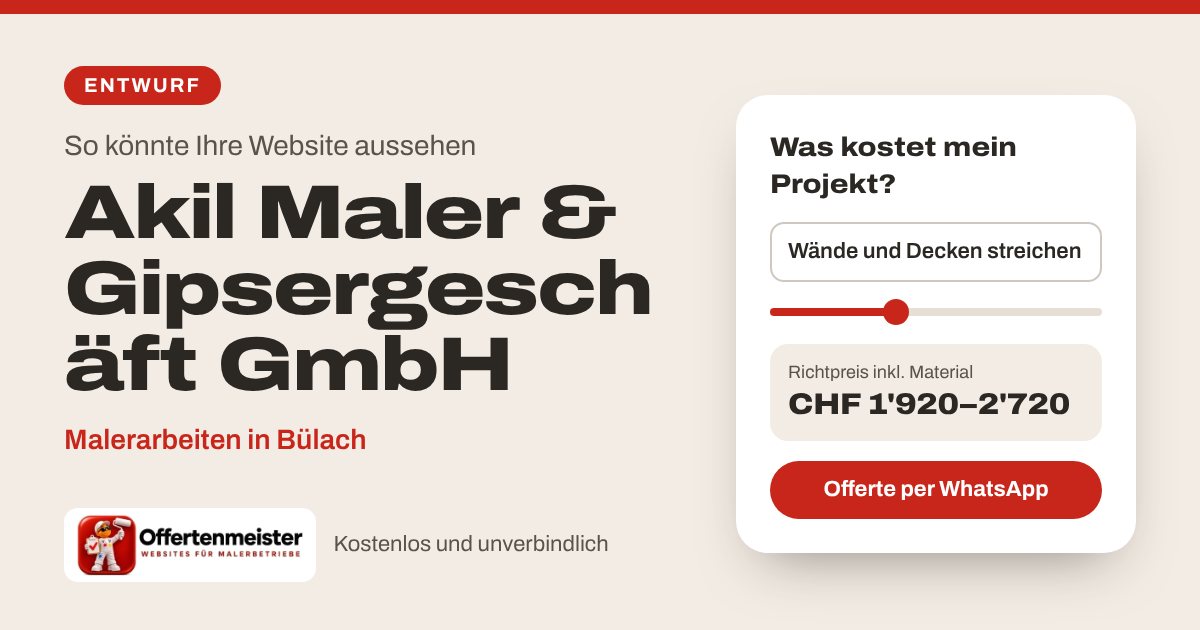 ENTWURF
So könnte Ihre Website aussehen
Akil Maler &
Gipsergesch
äft GmbH
Malerarbeiten in Bülach
Offertenmeister
WEBSITES FÜR MALERBETRIEBE
Kostenlos und unverbindlich
Was kostet mein
Projekt?
Wände und Decken streichen
Richtpreis inkl. Material
CHF 1'920–2'720
Offerte per WhatsApp